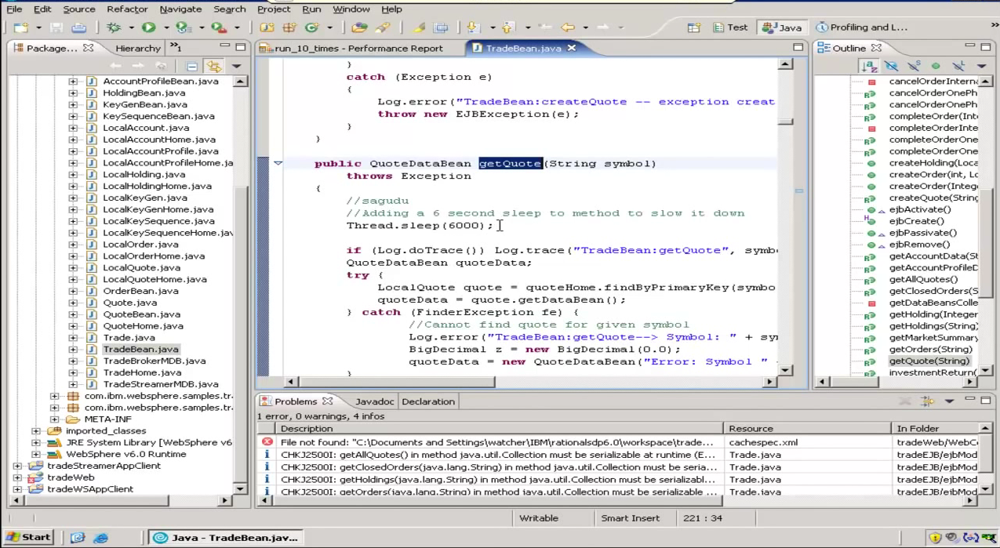 File Edit Source Refactor Navigate Search Project Run Window Help
Test Java Profiling and L...
Package... Hierarchy »1
AccountProfileBean.java
HoldingBean.java
KeyGenBean.java
KeySequenceBean.java
LocalAccount.java
LocalAccountHome.java
LocalAccountProfile.java
LocalAccountProfileHome.ja
LocalHolding.java
LocalHoldingHome.java
LocalKeyGen.java
LocalKeyGenHome.java
LocalKeySequence.java
LocalKeySequenceHome.java
LocalOrder.java
LocalOrderHome.java
LocalQuote.java
LocalQuoteHome.java
OrderBean.java
Quote.java
QuoteBean.java
QuoteHome.java
Trade.java
TradeBean.java
TradeBrokerMDB.java
TradeHome.java
TradeStreamerMDB.java
com.ibm.websphere.samples.tra
com.ibm.websphere.samples.tra
META-INF
imported_classes
JRE System Library [WebSphere v6
WebSphere v6.0 Runtime
tradeStreamerAppClient
tradeWeb
tradeWSAppClient
run_10_times - Performance Report TradeBean.java
}
catch (Exception e)
{
Log.error("TradeBean:createQuote -- exception creat
throw new EJBException(e);
}
}
public QuoteDataBean getQuote(String symbol)
throws Exception
{
//sagudu
//Adding a 6 second sleep to method to slow it down
Thread.sleep(6000);
if (Log.doTrace()) Log.trace("TradeBean:getQuote", symbo
QuoteDataBean quoteData;
try {
LocalQuote quote = quoteHome.findByPrimaryKey(symbo
quoteData = quote.getDataBean();
} catch (FinderException fe) {
//Cannot find quote for given symbol
Log.error("TradeBean:getQuote--> Symbol: " + syn
BigDecimal z = new BigDecimal(0.0);
quoteData = new QuoteDataBean("Error: Symbol "
}
Outline
cancelOrderInterna
cancelOrderOnePh
cancelOrderOnePh
completeOrder(Inte
completeOrderInte
completeOrderOne
completeOrderOne
createHolding(Loca
createOrder(int, Lo
createOrder(Intege
createQuote(String
ejbActivate()
ejbCreate()
ejbPassivate()
ejbRemove()
getAccountData(St
getAccountProfileD
getAllQuotes()
getClosedOrders(St
getDataBeansColle
getHolding(Integer
getHoldings(String)
getMarketSummary
getOrders(String)
getQuote(String)
investmentReturn(
Problems Javadoc Declaration
1 error, 0 warnings, 4 infos
Description Resource In Folder
File not found: "C:\Documents and Settings\watcher\IBM\rationalsdp6.0\workspace\trade... cachespec.xml tradeWeb/WebC
CHKJ2500I: getAllQuotes() in method java.util.Collection must be serializable at runtime (E... Trade.java tradeEJB/ejbMod
CHKJ2500I: getClosedOrders(java.lang.String) in method java.util.Collection must be seria... Trade.java tradeEJB/ejbMod
CHKJ2500I: getHoldings(java.lang.String) in method java.util.Collection must be serializabl... Trade.java tradeEJB/ejbMod
CHKJ2500I: getOrders(java.lang.String) in method java.util.Collection must be serializable ... Trade.java tradeEJB/ejbMod
Writable Smart Insert 221 : 34
Start Java - TradeBean.jav...